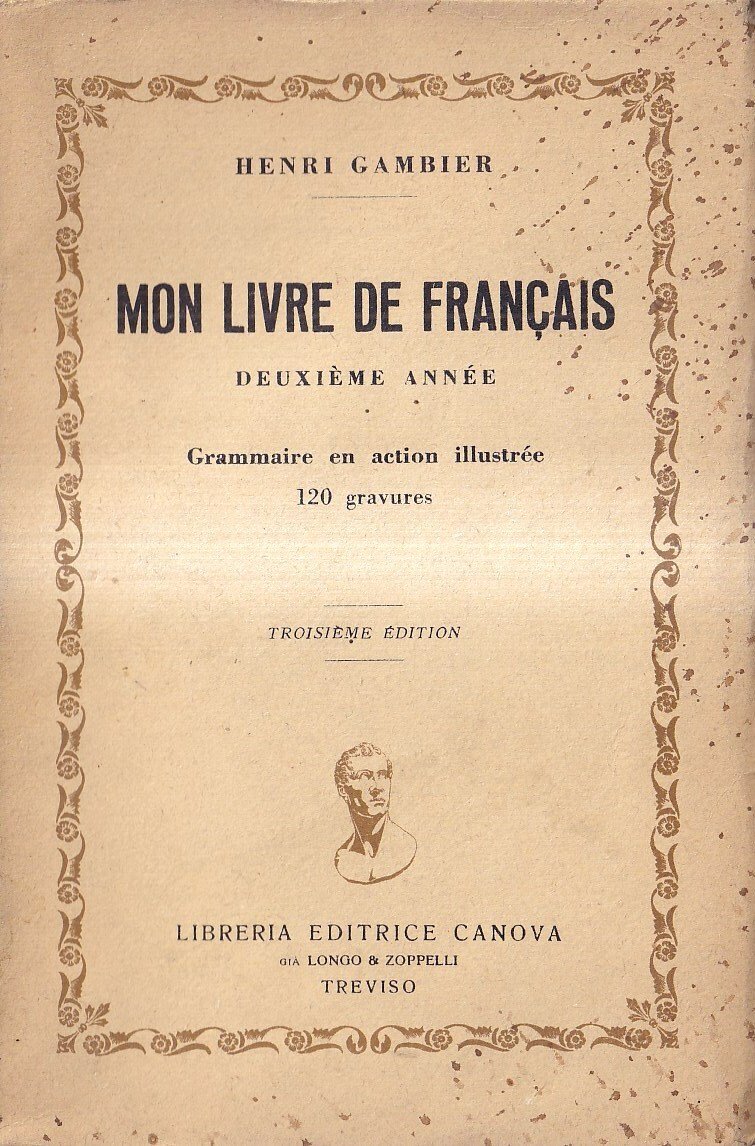 HENRI GAMBIER
MON LIVRE DE FRANÇAIS
DEUXIÈME ANNÉE
Grammaire en action illustrée
120 gravures
TROISIÈME ÉDITION
LIBRERIA EDITRICE CANOVA
GIÀ LONGO & ZOPPELLI
TREVISO